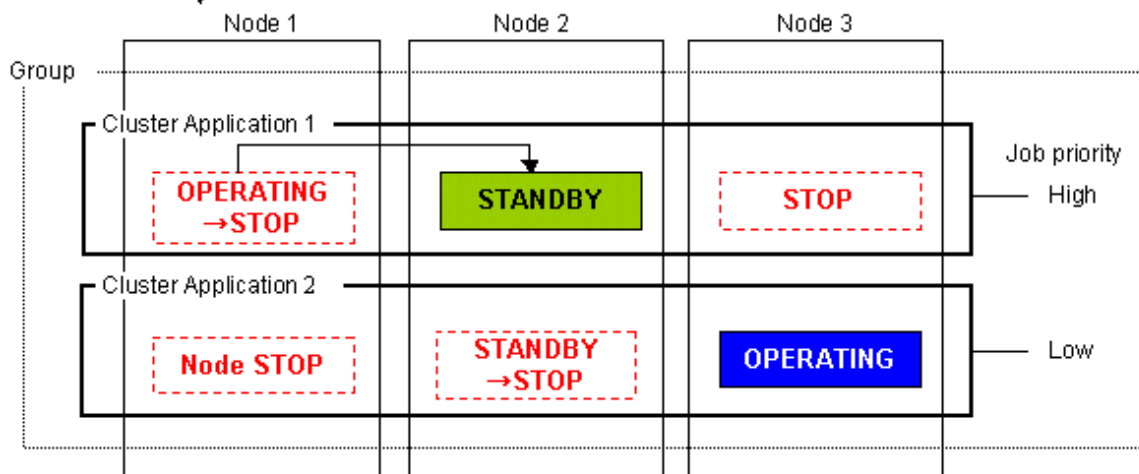 Node 1
Node 2
Node 3
Group
Cluster Application 1
Job priority
OPERATING
→STOP
STANDBY
STOP
High
Cluster Application 2
Node STOP
STANDBY
→STOP
OPERATING
Low